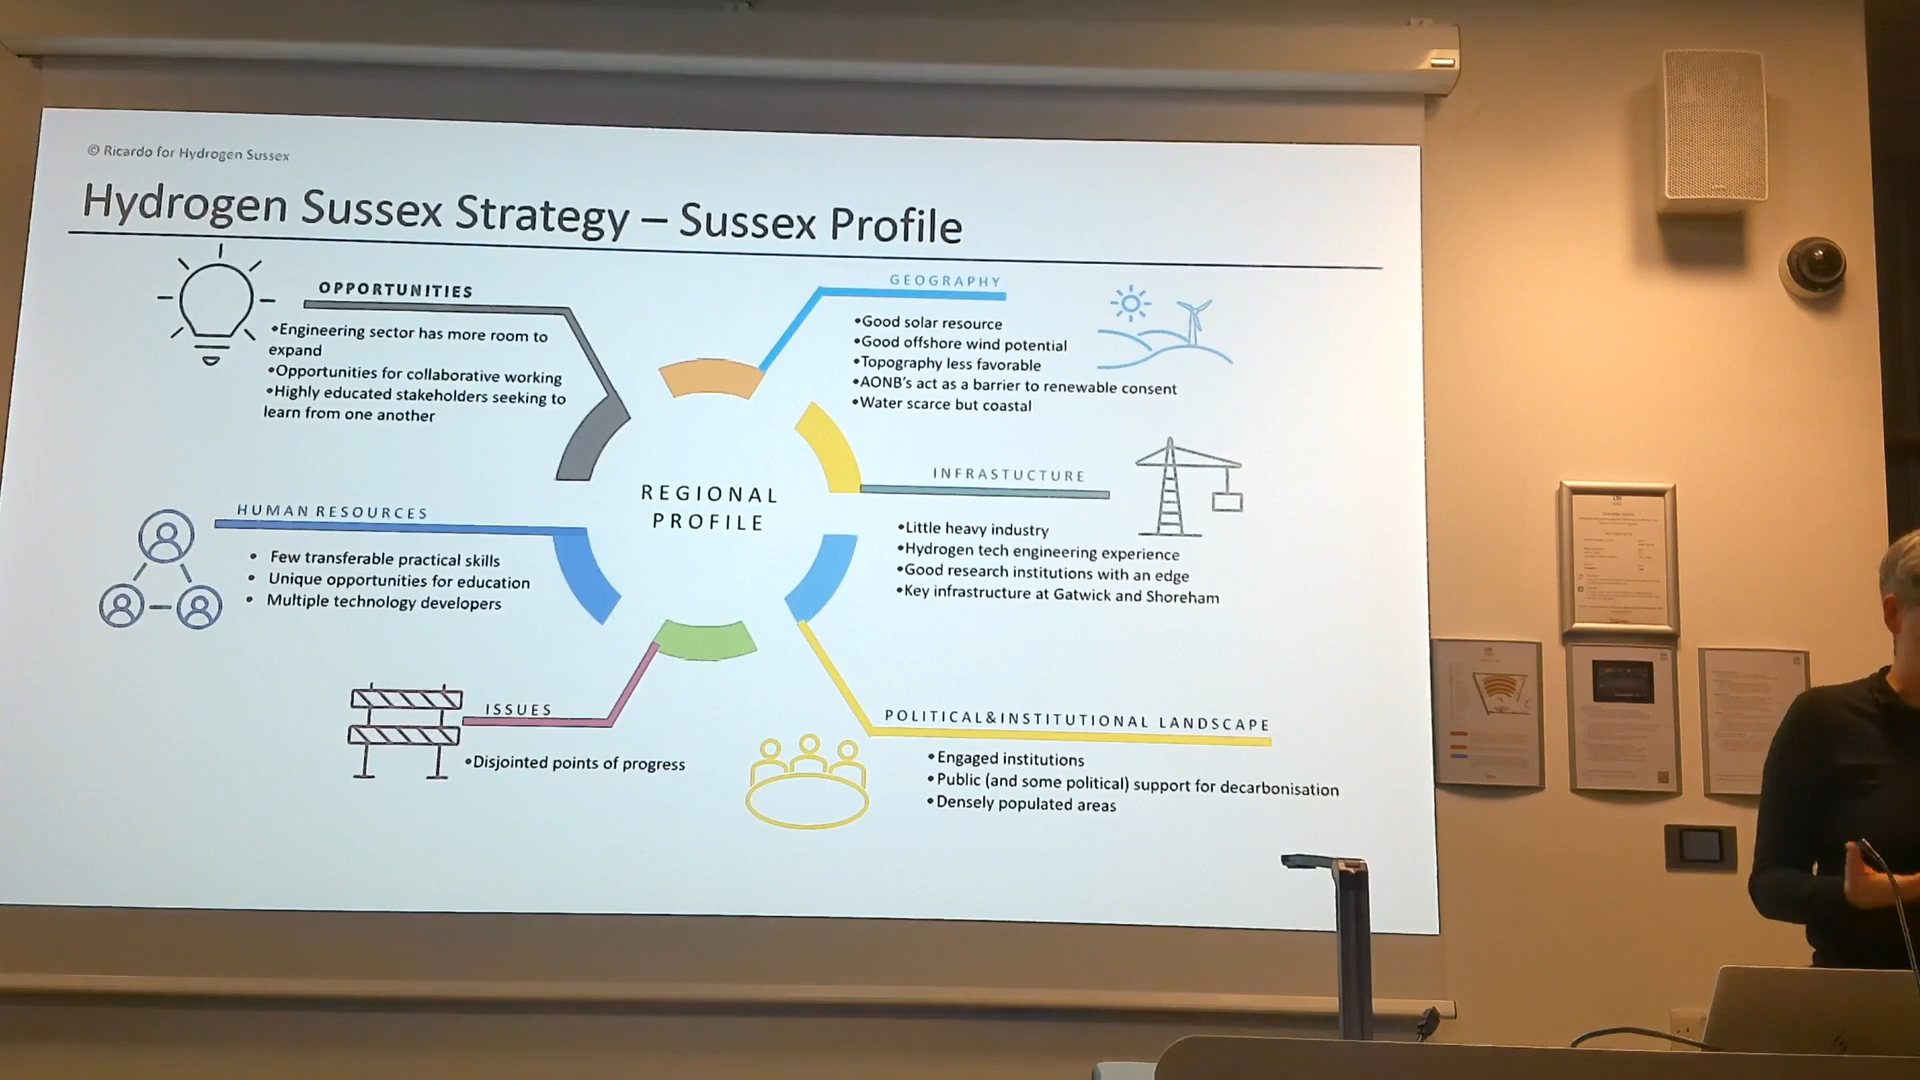 © Ricardo for Hydrogen Sussex
Hydrogen Sussex Strategy – Sussex Profile
OPPORTUNITIES
•Engineering sector has more room to
expand
•Opportunities for collaborative working
•Highly educated stakeholders seeking to
learn from one another
GEOGRAPHY
•Good solar resource
•Good offshore wind potential
•Topography less favorable
•AONB's act as a barrier to renewable consent
•Water scarce but coastal
INFRASTUCTURE
•Little heavy industry
•Hydrogen tech engineering experience
•Good research institutions with an edge
•Key infrastructure at Gatwick and Shoreham
REGIONAL
PROFILE
HUMAN RESOURCES
• Few transferable practical skills
• Unique opportunities for education
• Multiple technology developers
ISSUES
•Disjointed points of progress
POLITICAL&INSTITUTIONAL LANDSCAPE
• Engaged institutions
• Public (and some political) support for decarbonisation
• Densely populated areas